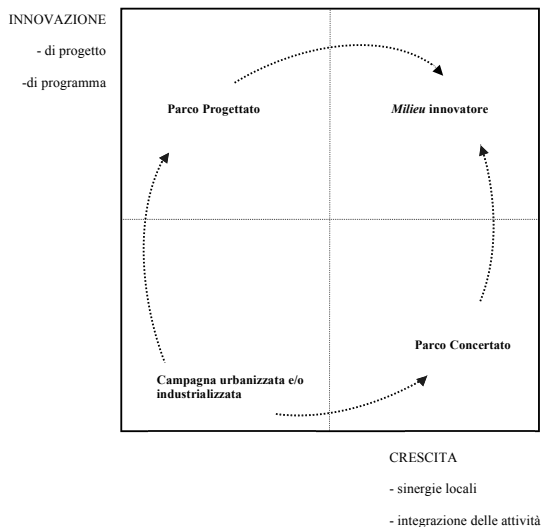 INNOVAZIONE
- di progetto
-di programma
Parco Progettato
Milieu innovatore
Parco Concertato
Campagna urbanizzata e/o
industrializzata
CRESCITA
- sinergie locali
- integrazione delle attività